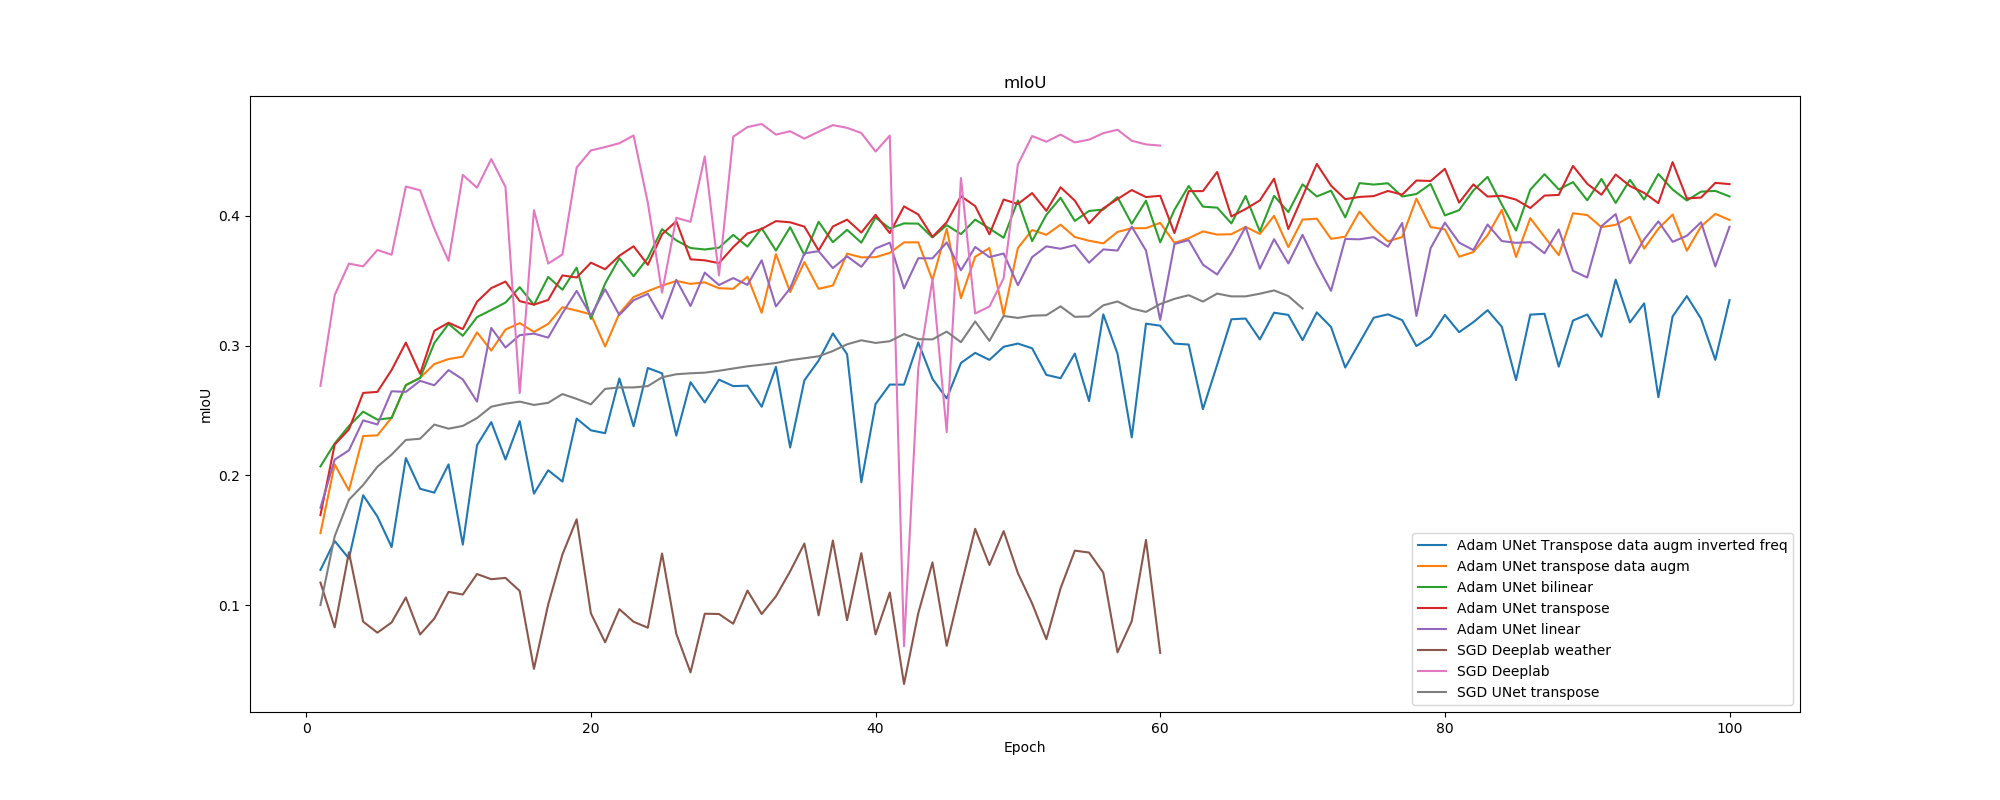 mIoU
mIoU
0.4
0.3
0.2
0.1
0 20 40 60 80 100
Epoch
Adam UNet Transpose data augm inverted freq
Adam UNet transpose data augm
Adam UNet bilinear
Adam UNet transpose
Adam UNet linear
SGD Deeplab weather
SGD Deeplab
SGD UNet transpose